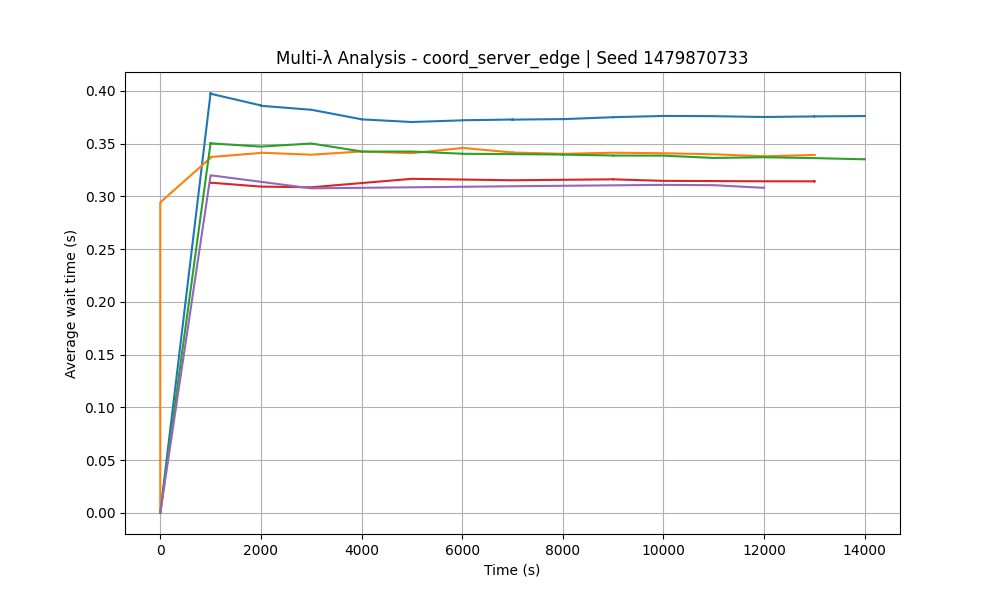 Multi-λ Analysis - coord_server_edge | Seed 1479870733
Average wait time (s)
0.40
0.35
0.30
0.25
0.20
0.15
0.10
0.05
0.00
0 2000 4000 6000 8000 10000 12000 14000
Time (s)